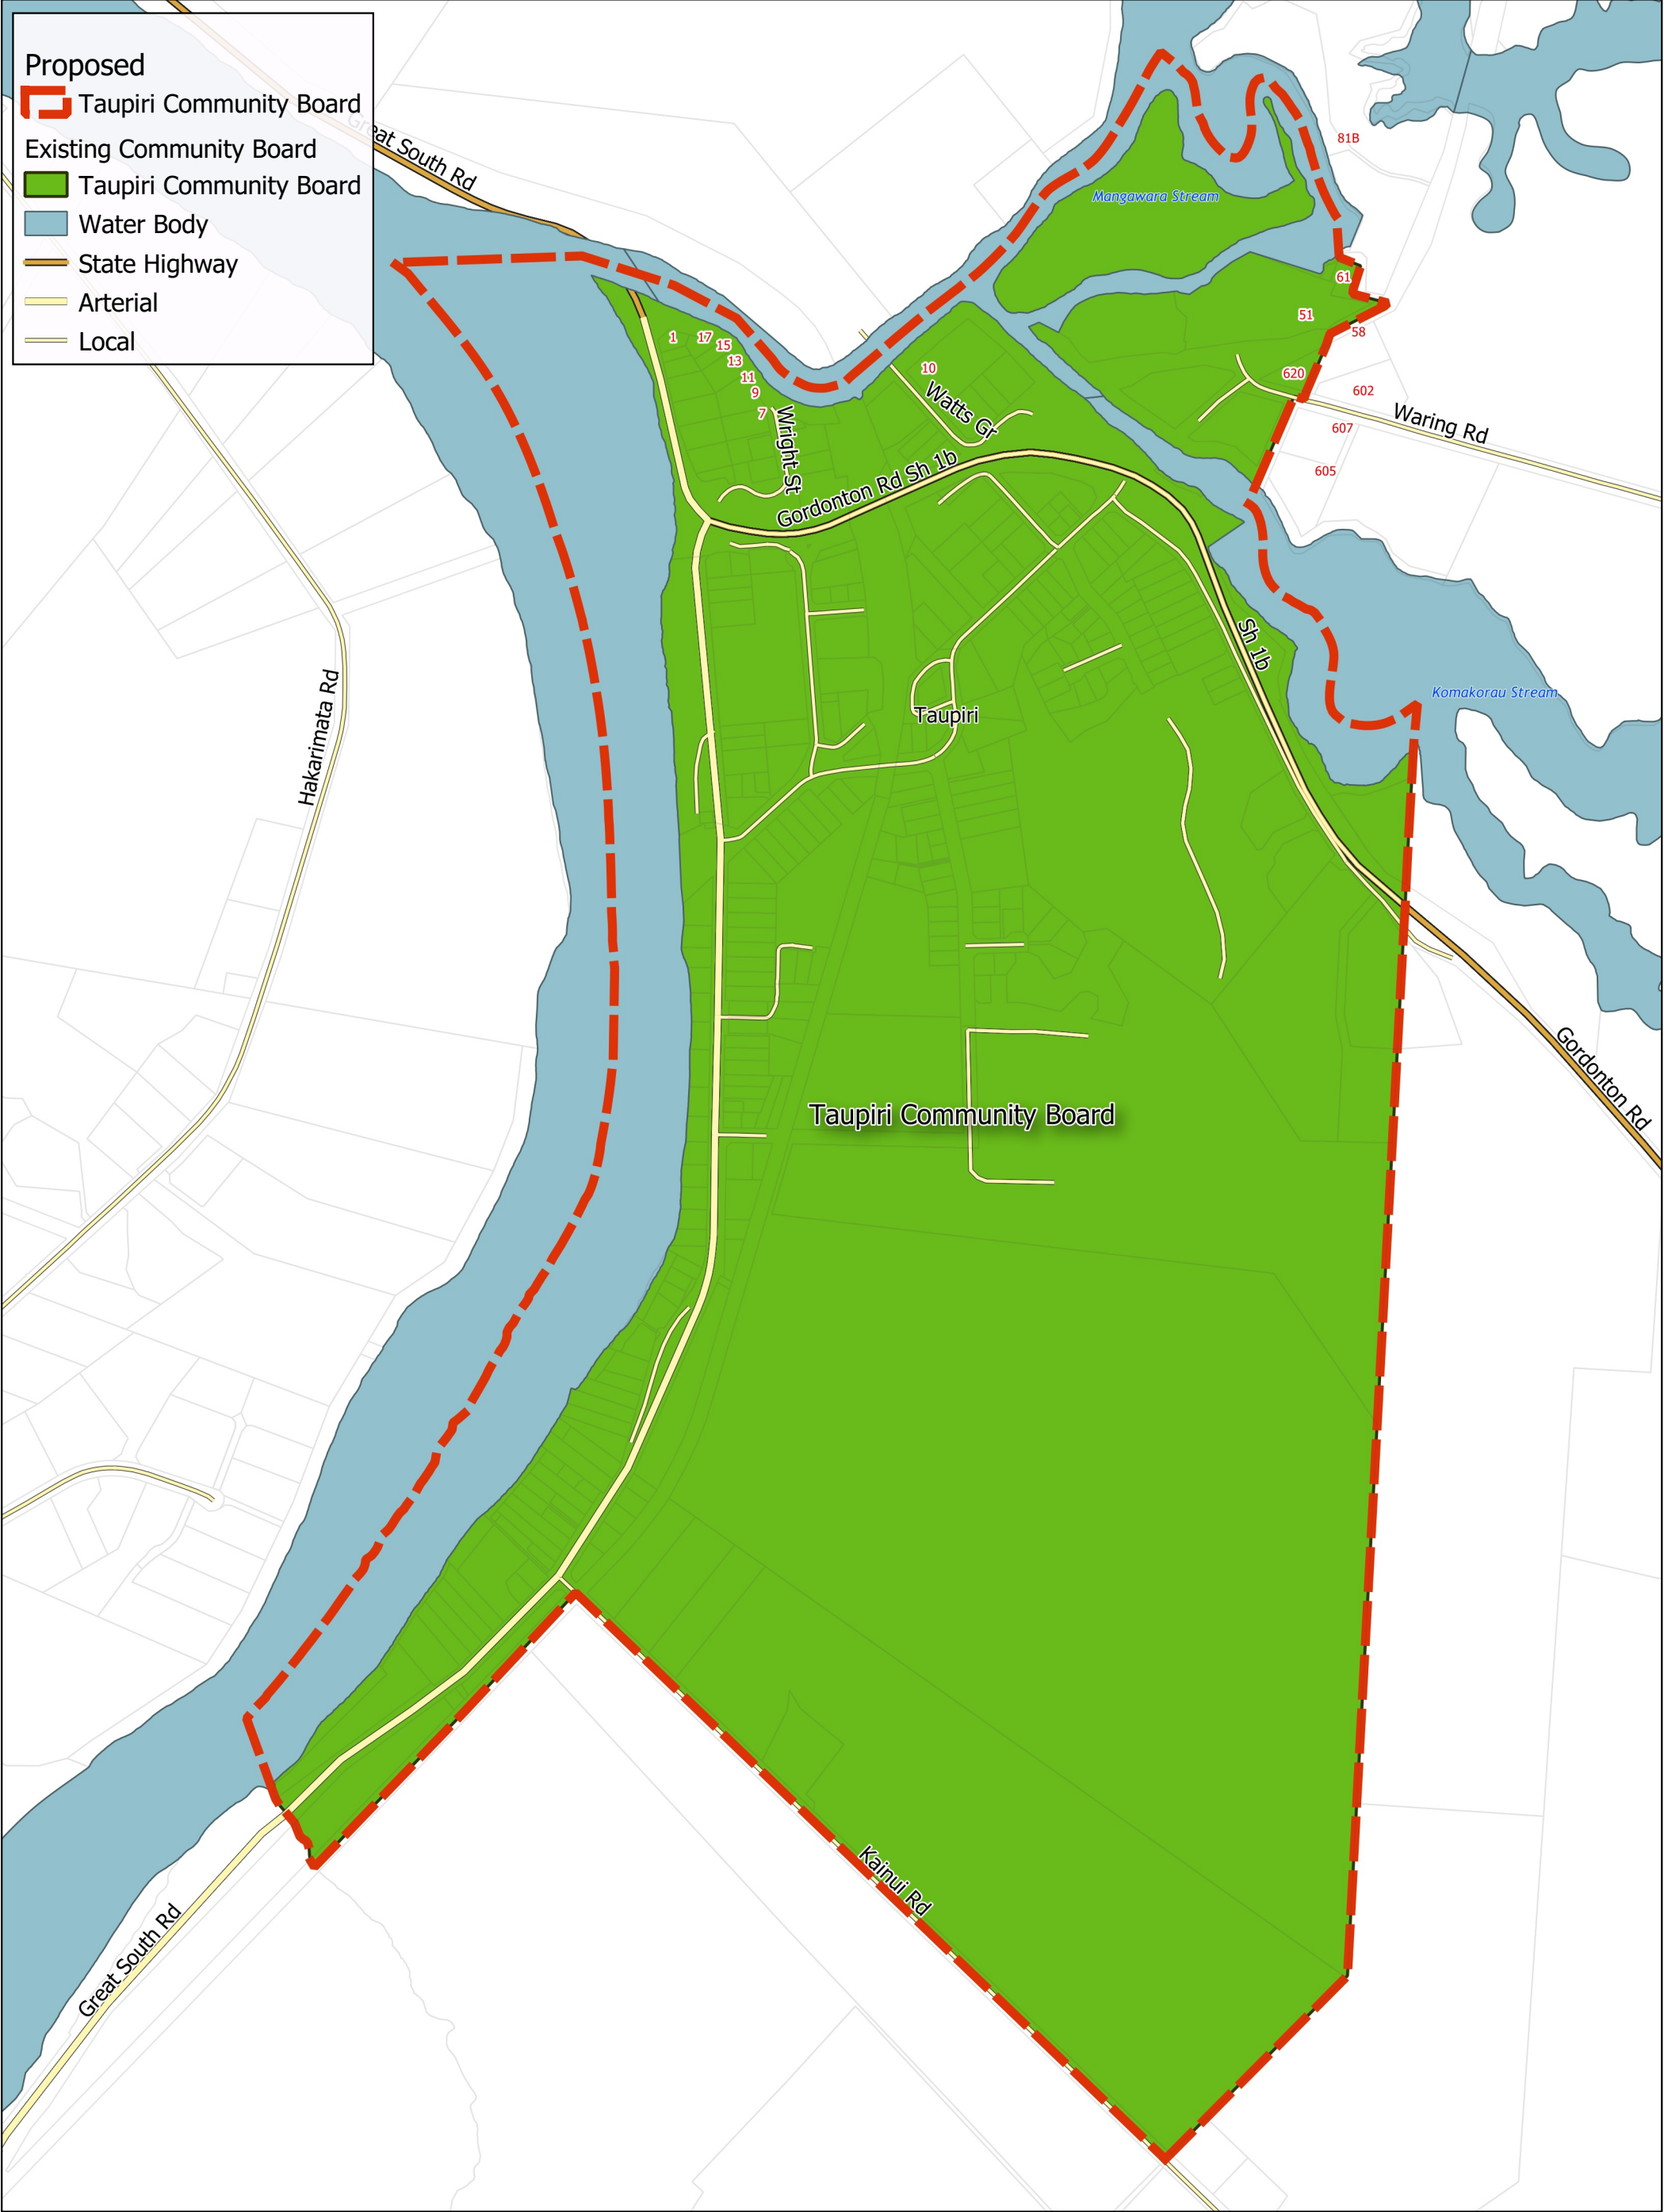 Proposed
Taupiri Community Board
Existing Community Board
Taupiri Community Board
Water Body
State Highway
Arterial
Local
Great South Rd
81B
Mangawara Stream
61
51
58
1
17
15
13
11
9
7
10
620
602
607
605
Waring Rd
Watts Gr
Wright St
Gordonton Rd Sh 1b
Sh 1b
Komakorau Stream
Hakarimata Rd
Taupiri
Gordonton Rd
Taupiri Community Board
Kainui Rd
Great South Rd